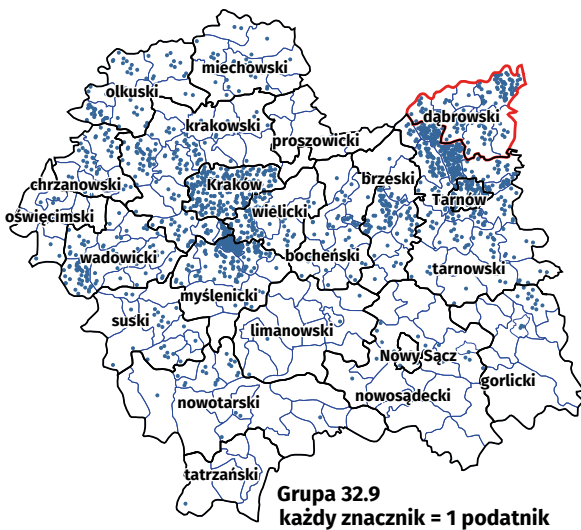 miechowski
olkuski
dąbrowski
krakowski
proszowicki
chrzanowski
Kraków
brzeski
Tarnów
oświęcimski
wielicki
wadowicki
bocheński
tarnowski
myślenicki
suski
limanowski
Nowy Sącz
gorlicki
nowotarski
nowosądecki
tatrzański
Grupa 32.9
każdy znacznik = 1 podatnik